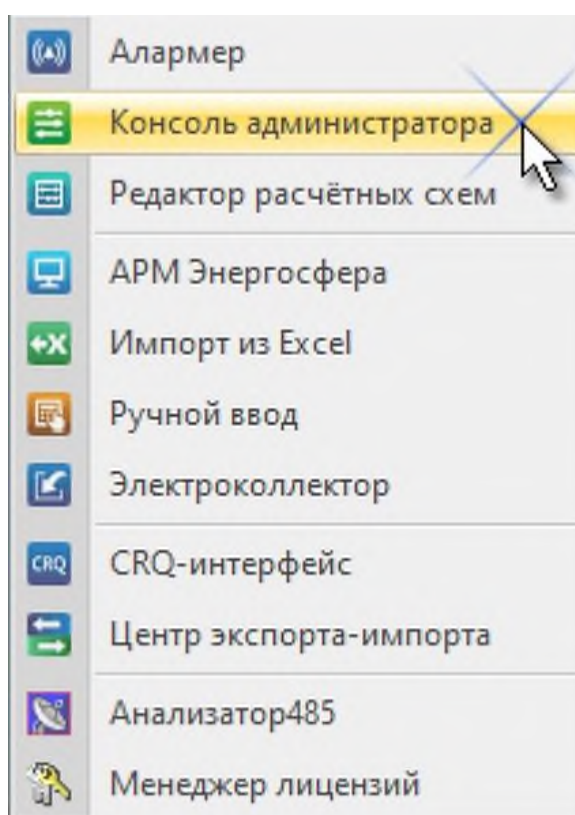 Алармер
Консоль администратора
Редактор расчётных схем
АРМ Энергосфера
Импорт из Excel
Ручной ввод
Электроколлектор
CRQ CRQ-интерфейс
Центр экспорта-импорта
Анализатор485
Менеджер лицензий